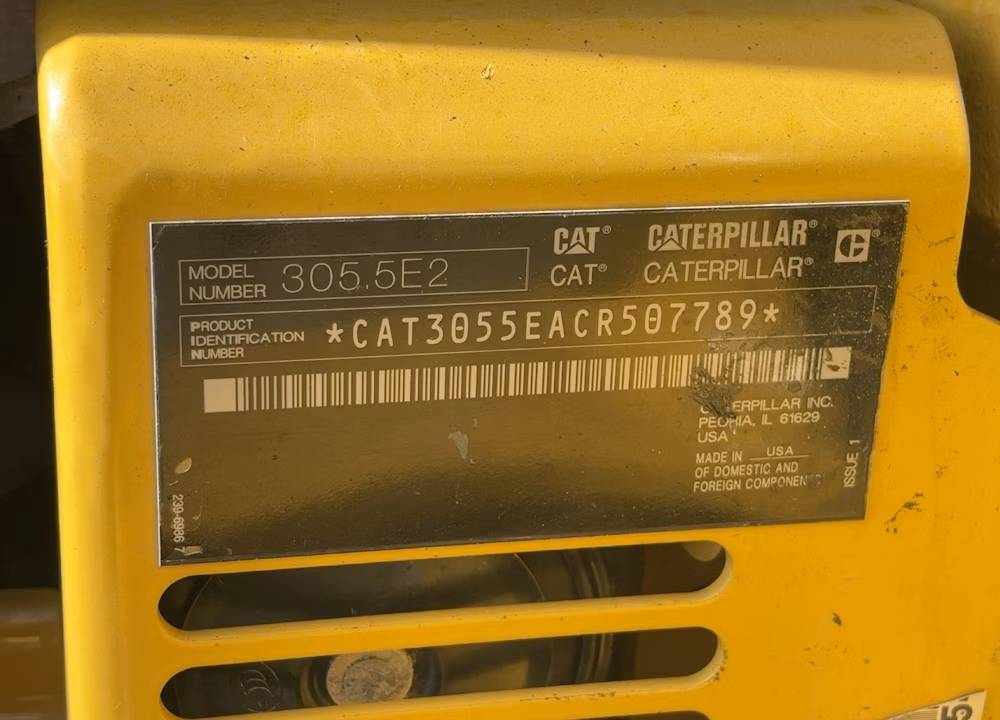 MODEL NUMBER 305.5E2
CAT® CATERPILLAR®
CAT® CATERPILLAR®
PRODUCT
IDENTIFICATION
NUMBER
*CAT3055EACR507789*
PEORIA, IL 61629
USA
MADE IN USA
OF DOMESTIC AND
FOREIGN
ISSUE 1
239-6986 7